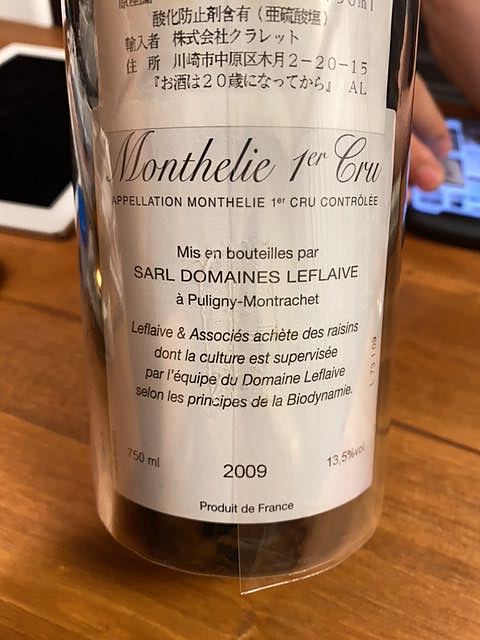 酸化防止剤含有(亜硫酸塩)
輸入者 株式会社クラレット
住 所 川崎市中原区木月2-20-15
『お酒は20歳になってから』 AL
Monthelie 1er Cru
APPELLATION MONTHELIE 1er CRU CONTRÔLÉE
Mis en bouteilles par
SARL DOMAINES LEFLAIVE
à Puligny-Montrachet
Leflaive & Associés achète des raisins
dont la culture est supervisée
par l'équipe du Domaine Leflaive
selon les principes de la Biodynamie.
L 73 1 09
750 ml
2009
13,5%vol.
Produit de France